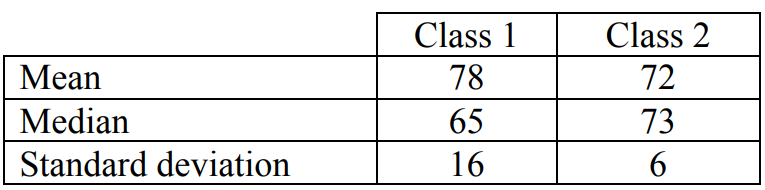 Class 1 Class 2
Mean 78 72
Median 65 73
Standard deviation 16 6